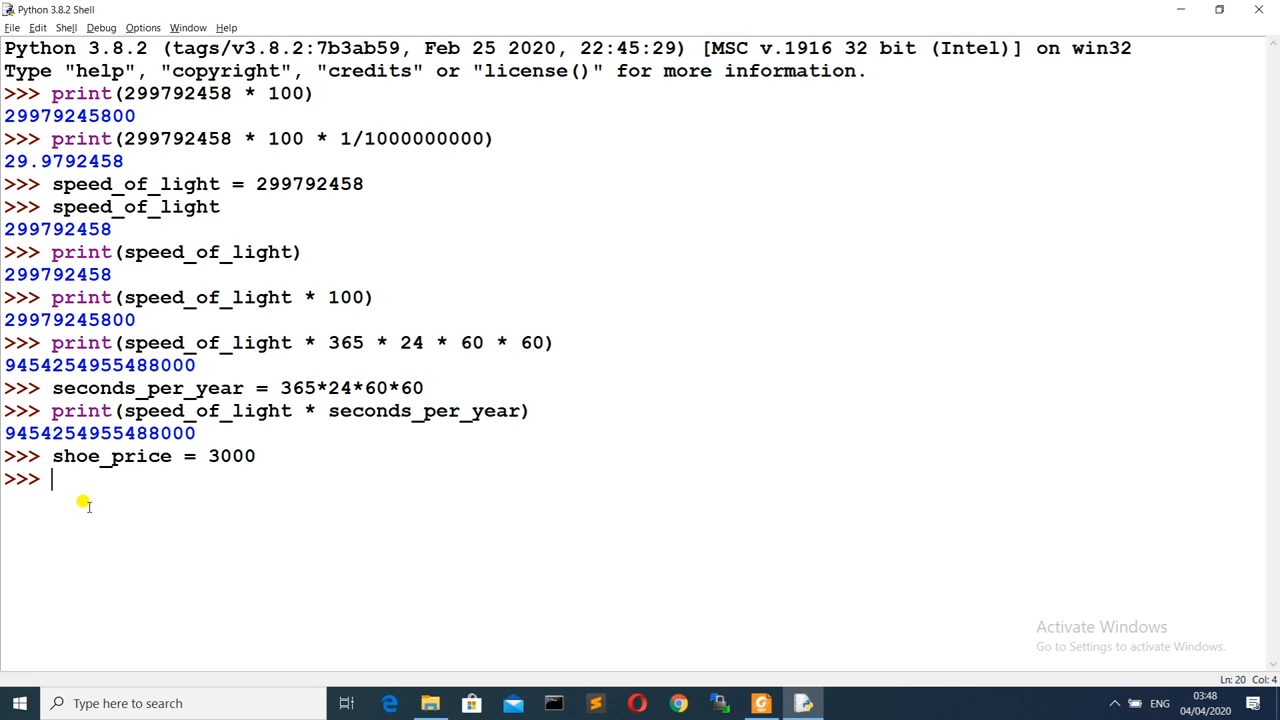 Python 3.8.2 Shell
File Edit Shell Debug Options Window Help
Python 3.8.2 (tags/v3.8.2:7b3ab59, Feb 25 2020, 22:45:29) [MSC v.1916 32 bit (Intel)] on win32
Type "help", "copyright", "credits" or "license()" for more information.
>>> print(299792458 * 100)
29979245800
>>> print(299792458 * 100 * 1/1000000000)
29.9792458
>>> speed_of_light = 299792458
>>> speed_of_light
299792458
>>> print(speed_of_light)
299792458
>>> print(speed_of_light * 100)
29979245800
>>> print(speed_of_light * 365 * 24 * 60 * 60)
9454254955488000
>>> seconds_per_year = 365*24*60*60
>>> print(speed_of_light * seconds_per_year)
9454254955488000
>>> shoe_price = 3000
>>>
Activate Windows
Go to Settings to activate Windows.
Ln: 20 Col: 4
Type here to search
ENG
03:48
04/04/2020